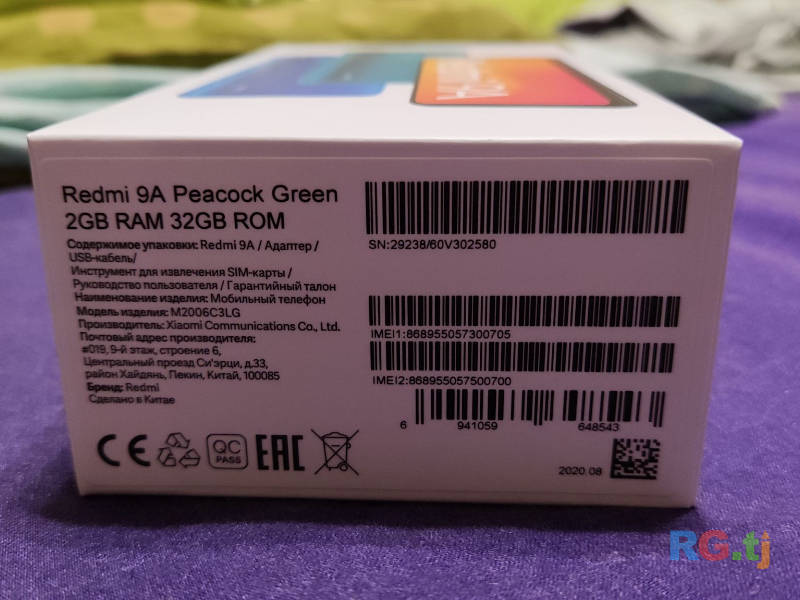 Redmi 9A Peacock Green
2GB RAM 32GB ROM
Содержимое упаковки: Redmi 9A / Адаптер /
USB-кабель/
Инструмент для извлечения SIM-карты /
Руководство пользователя / Гарантийный талон
Наименование изделия: Мобильный телефон
Модель изделия: M2006C3LG
Производитель: Xiaomi Communications Co., Ltd.
Почтовый адрес производителя:
#019, 9-й этаж, строение 6,
Центральный проезд Си'эрци, д.33,
район Хайдянь, Пекин, Китай, 100085
Бренд: Redmi
Сделано в Китае
CE
QC
PASS
EAC
SN:29238/60V302580
IMEI1:868955057300705
IMEI2:868955057500700
6 941059 648543
2020.08
RG.tj